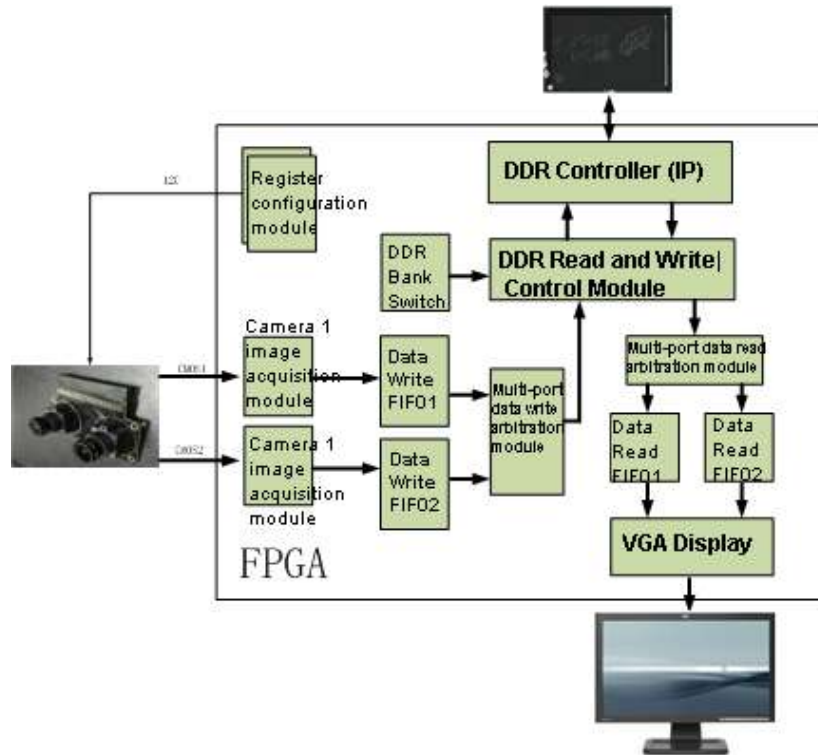 DDR Controller (IP)
I2C
Register
configuration
module
DDR
Bank
Switch
DDR Read and Write|
Control Module
Camera 1
image
acquisition
module
CMOS1
Data
Write
FIFO1
Multi-port
data write
arbitration
module
Multi-port data read
arbitration module
CMOS2
Camera 1
image
acquisition
module
Data
Write
FIFO2
Data
Read
FIFO1
Data
Read
FIFO2
VGA Display
FPGA